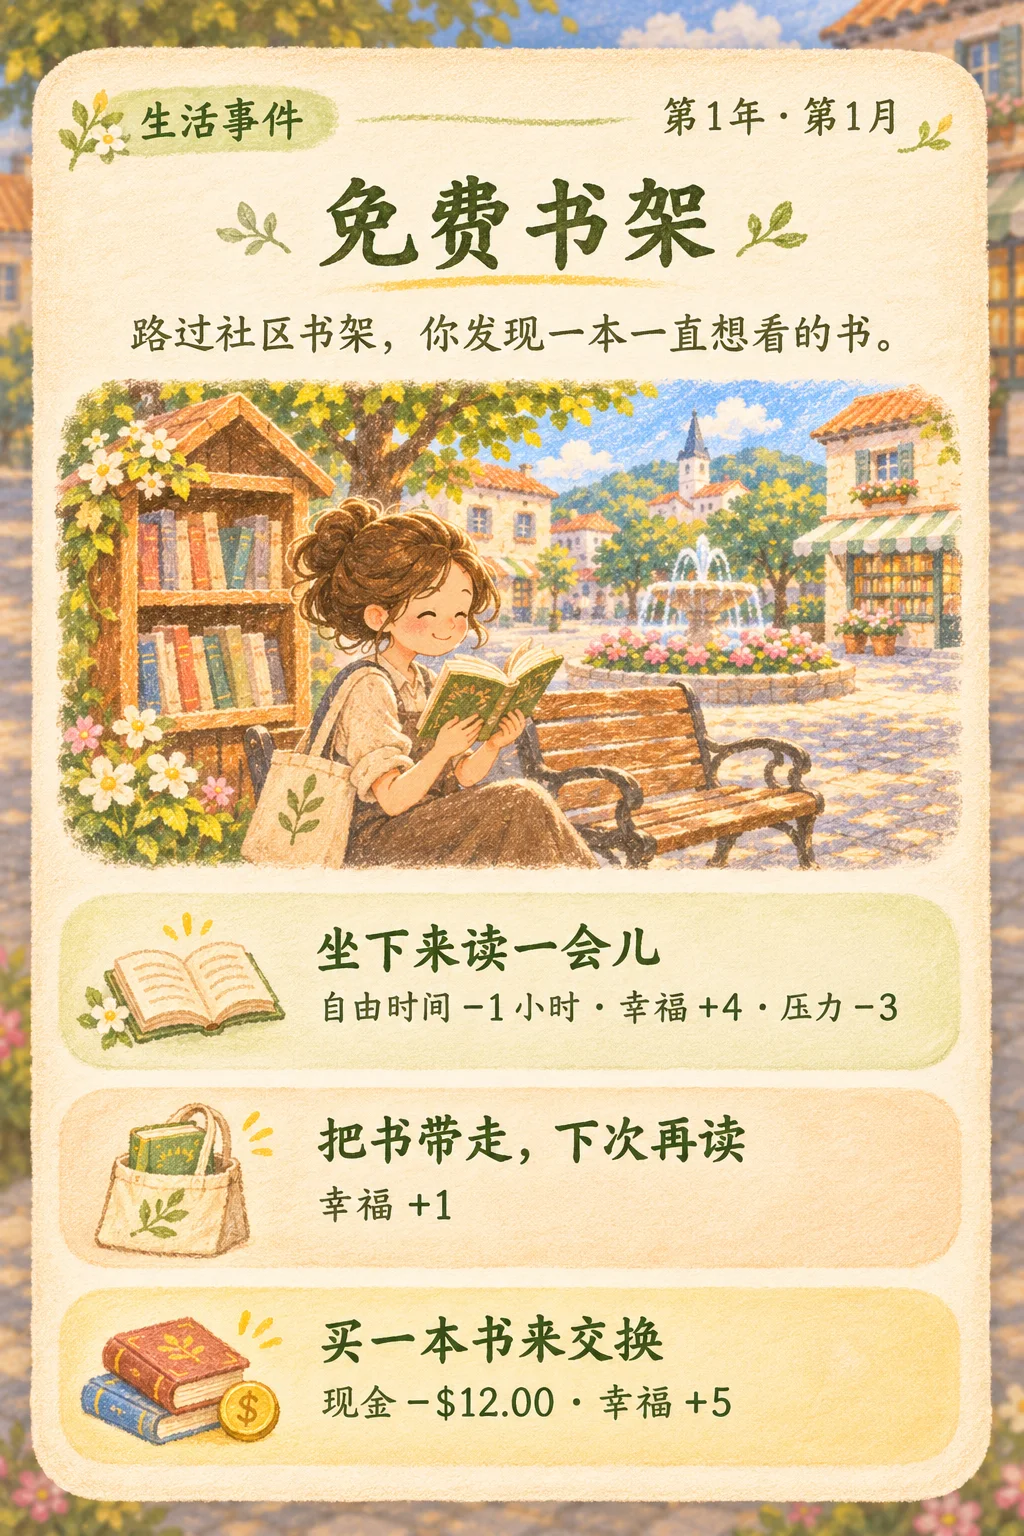 生活事件
第1年·第1月
免费书架
路过社区书架，你发现一本一直想看的书。
坐下来读一会儿
自由时间 −1 小时 · 幸福 +4 · 压力 −3
把书带走，下次再读
幸福 +1
买一本书来交换
现金 −$12.00 · 幸福 +5
$